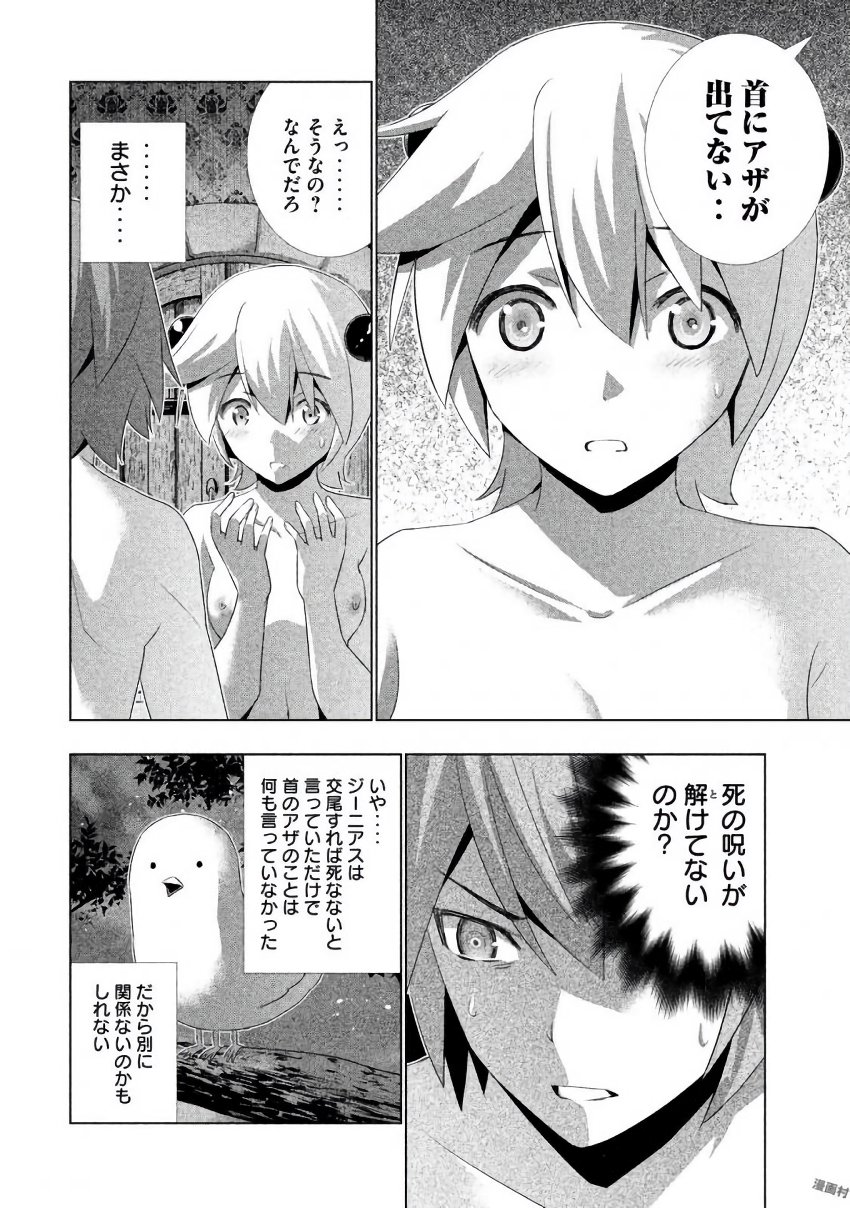 首にアザが
出てない‥
えっ‥‥‥
そうなの？
なんでだろ
‥‥‥
まさか‥‥
死の呪いが
解けてない
と
のか？
いや‥‥
ジーニアスは
交尾すれば死なないと
言っていただけで
首のアザのことは
何も言っていなかった
だから別に
関係ないのかも
しれない
漫画村